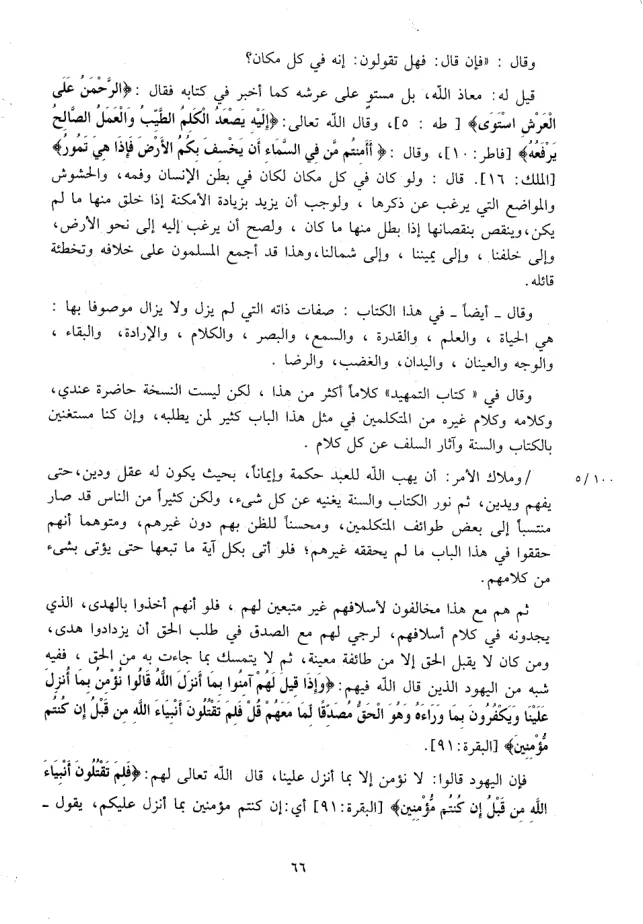 وقال : «فإن قال: فهل تقولون: إنه في كل مكان؟
قيل له: معاذ الله، بل مستو على عرشه كما أخبر في كتابه فقال :﴿الرَّحْمَنُ عَلَى
الْعَرْشِ اسْتَوَى﴾ [ طه : ٥]، وقال الله تعالى:﴿إِلَيْهِ يَصْعَدُ الْكَلِمُ الطَّيِّبُ وَالْعَمَلُ الصَّالِحُ
يَرْفَعُهُ﴾ [فاطر: ١٠]، وقال :﴿ أَأَمِنتُم مَّن فِي السَّمَاءِ أَن يَخْسِفَ بِكُمُ الأَرْضَ فَإِذَا هِيَ تَمُورُ﴾
[الملك: ١٦]. قال : ولو كان في كل مكان لكان في بطن الإنسان وفمه، والحشوش
والمواضع التي يرغب عن ذكرها ، ولوجب أن يزيد بزيادة الأمكنة إذا خلق منها ما لم
يكن،وينقص بنقصانها إذا بطل منها ما كان ، ولصح أن يرغب إليه إلى نحو الأرض،
وإلى خلفنا ، وإلى يميننا ، وإلى شمالنا،وهذا قد أجمع المسلمون على خلافه وتخطئة
قائله.
وقال ـ أيضاً ـ في هذا الكتاب : صفات ذاته التي لم يزل ولا يزال موصوفا بها :
هي الحياة ، والعلم ، والقدرة ، والسمع، والبصر ، والكلام ، والإرادة، والبقاء ،
والوجه والعينان ، واليدان، والغضب، والرضا .
وقال في « كتاب التمهيد» كلاماً أكثر من هذا ، لكن ليست النسخة حاضرة عندي،
وكلامه وكلام غيره من المتكلمين في مثل هذا الباب كثير لمن يطلبه، وإن كنا مستغنين
بالكتاب والسنة وآثار السلف عن كل كلام .
٥/١٠٠ /وملاك الأمر: أن يهب الله للعبد حكمة وإيماناً، بحيث يكون له عقل ودين،حتى
يفهم ويدين، ثم نور الكتاب والسنة يغنيه عن كل شىء، ولكن كثيراً من الناس قد صار
منتسباً إلى بعض طوائف المتكلمين، ومحسناً للظن بهم دون غيرهم، ومتوهما أنهم
حققوا في هذا الباب ما لم يحققه غيرهم؛ فلو أتى بكل آية ما تبعها حتى يؤتى بشىء
من كلامهم.
ثم هم مع هذا مخالفون لأسلافهم غير متبعين لهم ، فلو أنهم أخذوا بالهدى، الذي
يجدونه في كلام أسلافهم، لرجي لهم مع الصدق في طلب الحق أن يزدادوا هدى،
ومن كان لا يقبل الحق إلا من طائفة معينة، ثم لا يتمسك بما جاءت به من الحق ، ففيه
شبه من اليهود الذين قال الله فيهم: ﴿وَإِذَا قِيلَ لَهُمْ آمِنُوا بِمَا أَنزَلَ اللَّهُ قَالُوا نُؤْمِنُ بِمَا أُنزِلَ
عَلَيْنَا وَيَكْفُرُونَ بِمَا وَرَاءَهُ وَهُوَ الْحَقُّ مُصَدِّقًا لِّمَا مَعَهُمْ قُلْ فَلِمَ تَقْتُلُونَ أَنْبِيَاءَ اللَّهِ مِن قَبْلُ إِن كُنتُم
مُّؤْمِنِينَ﴾ [البقرة:٩١].
فإن اليهود قالوا: لا نؤمن إلا بما أنزل علينا، قال الله تعالى لهم: ﴿فَلِمَ تَقْتُلُونَ أَنْبِيَاءَ
اللَّهِ مِن قَبْلُ إِن كُنتُم مُّؤْمِنِينَ﴾ [البقرة:٩١] أي:إن كنتم مؤمنين بما أنزل عليكم، يقول ـ
٦٦